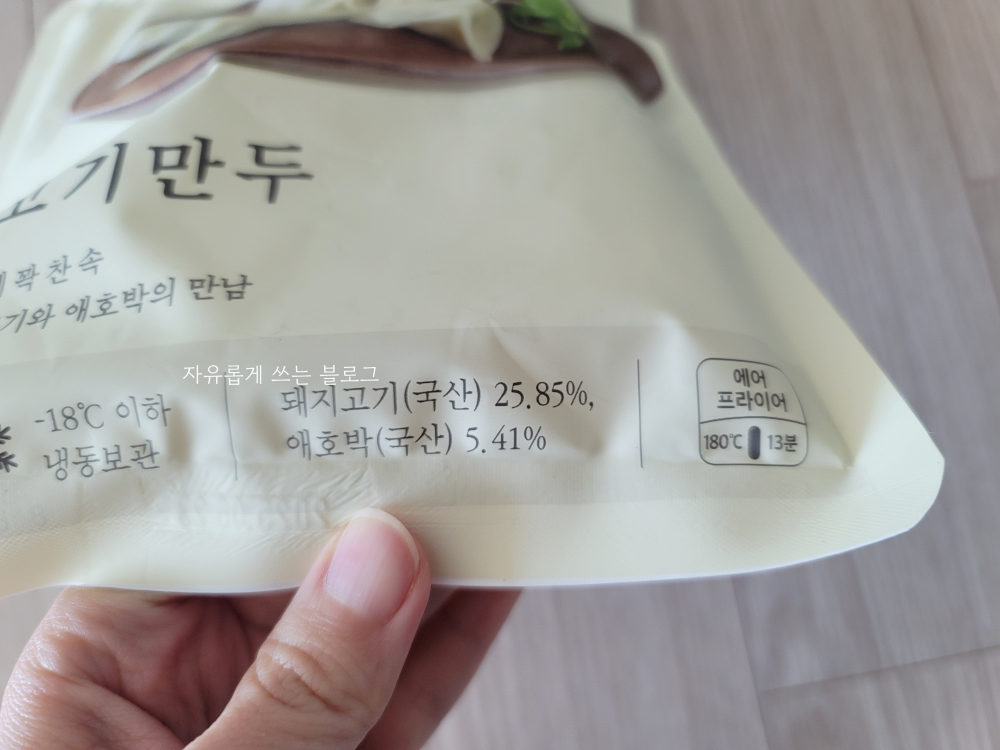 고기만두
꽉 찬 속
기와 애호박의 만남
자유롭게 쓰는 블로그
-18℃ 이하
냉동보관
돼지고기(국산) 25.85%,
애호박(국산) 5.41%
에어
프라이어
180℃ 13분